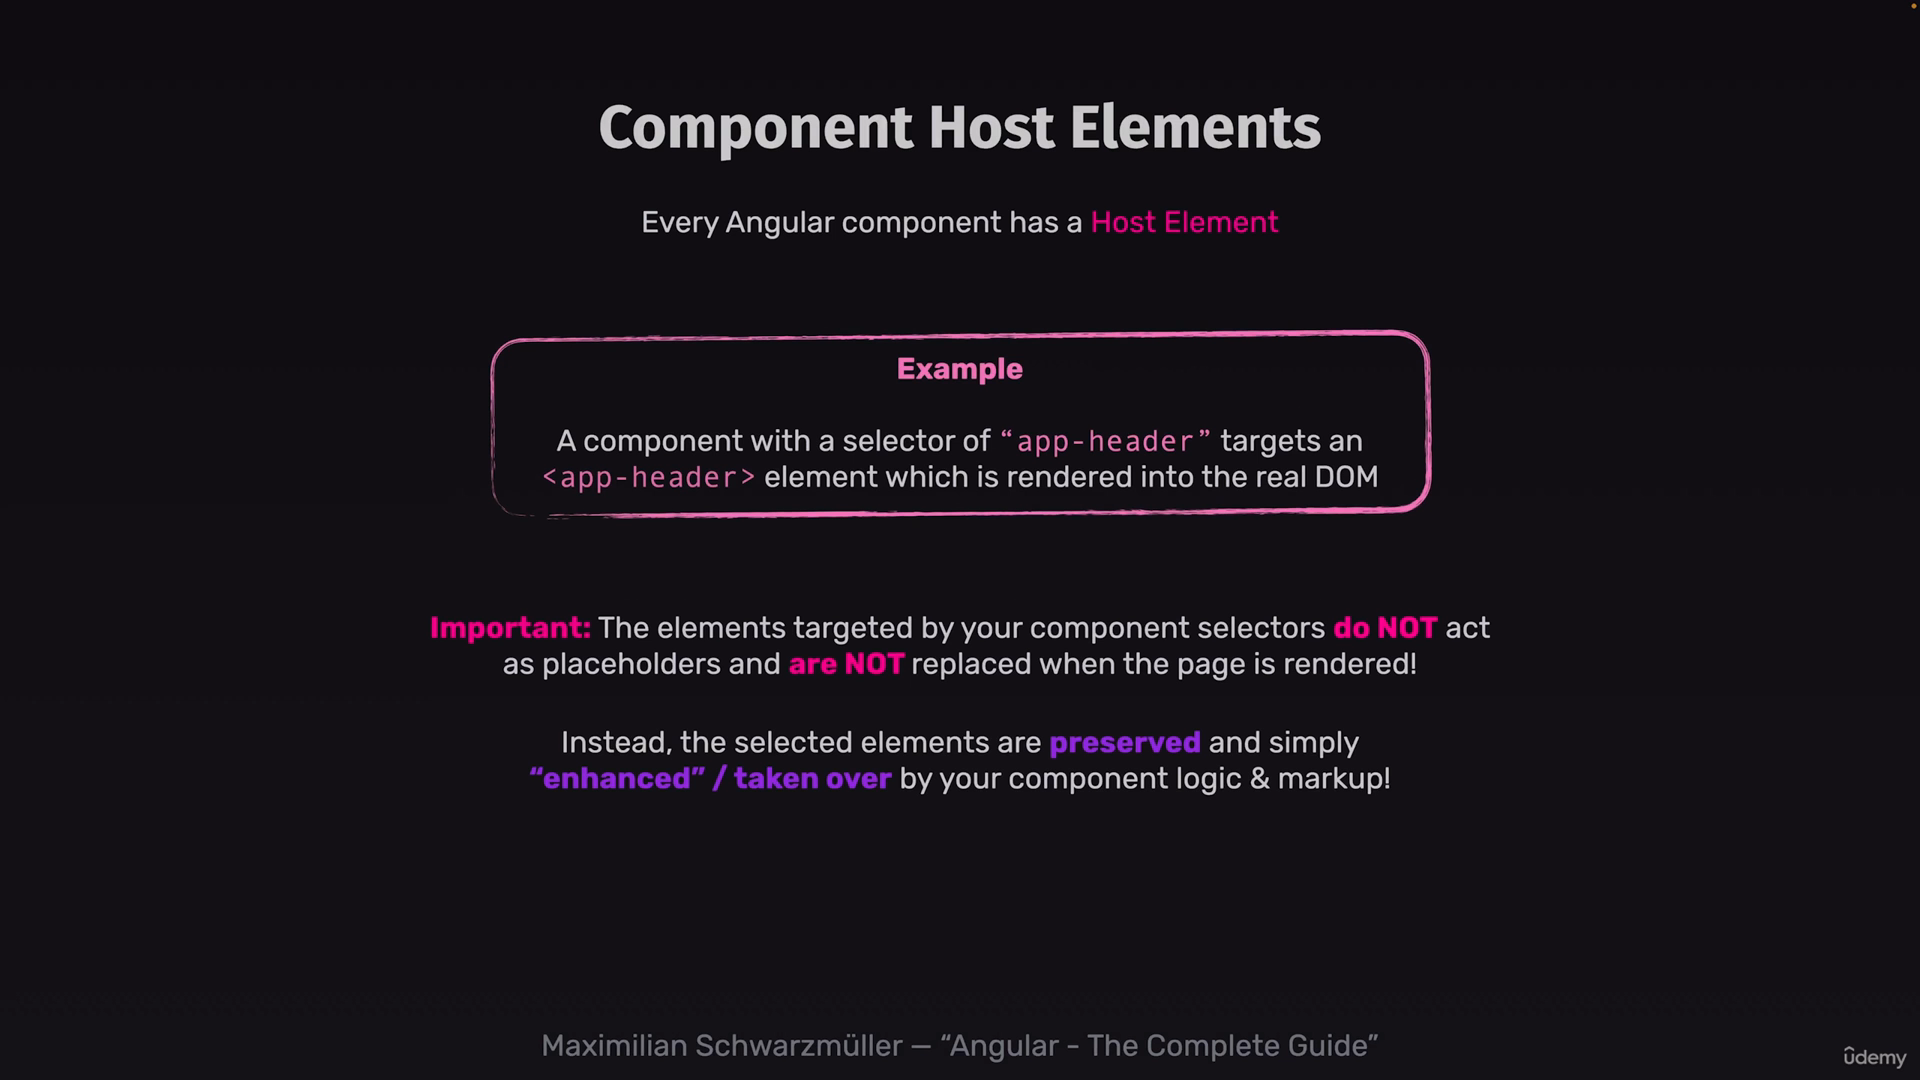 Component Host Elements
Every Angular component has a Host Element
Example
A component with a selector of “app-header” targets an
<app-header> element which is rendered into the real DOM
Important: The elements targeted by your component selectors do NOT act
as placeholders and are NOT replaced when the page is rendered!
Instead, the selected elements are preserved and simply
“enhanced” / taken over by your component logic & markup!
Maximilian Schwarzmüller — “Angular - The Complete Guide”
ûdemy